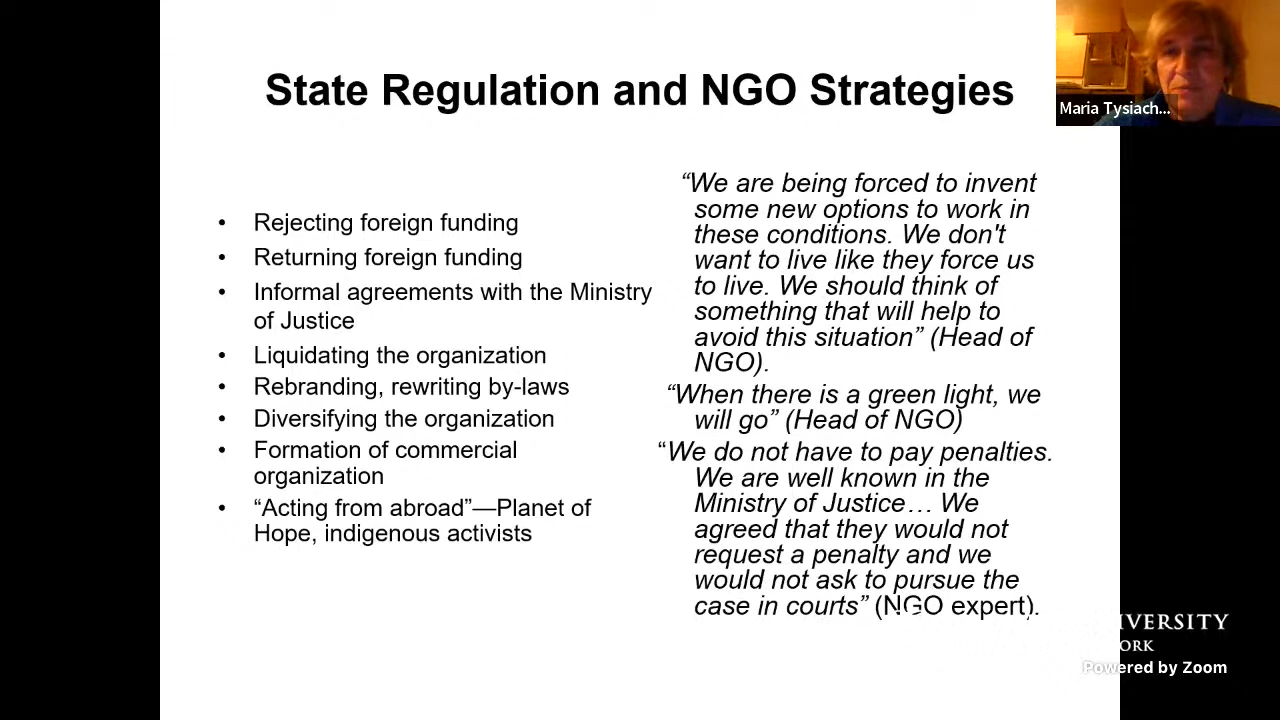 State Regulation and NGO Strategies
Maria Tysiach...
• Rejecting foreign funding
• Returning foreign funding
• Informal agreements with the Ministry
of Justice
• Liquidating the organization
• Rebranding, rewriting by-laws
• Diversifying the organization
• Formation of commercial
organization
• “Acting from abroad”—Planet of
Hope, indigenous activists
“We are being forced to invent
some new options to work in
these conditions. We don't
want to live like they force us
to live. We should think of
something that will help to
avoid this situation” (Head of
NGO).
“When there is a green light, we
will go” (Head of NGO)
“We do not have to pay penalties.
We are well known in the
Ministry of Justice… We
agreed that they would not
request a penalty and we
would not ask to pursue the
case in courts” (NGO expert).
Powered by Zoom